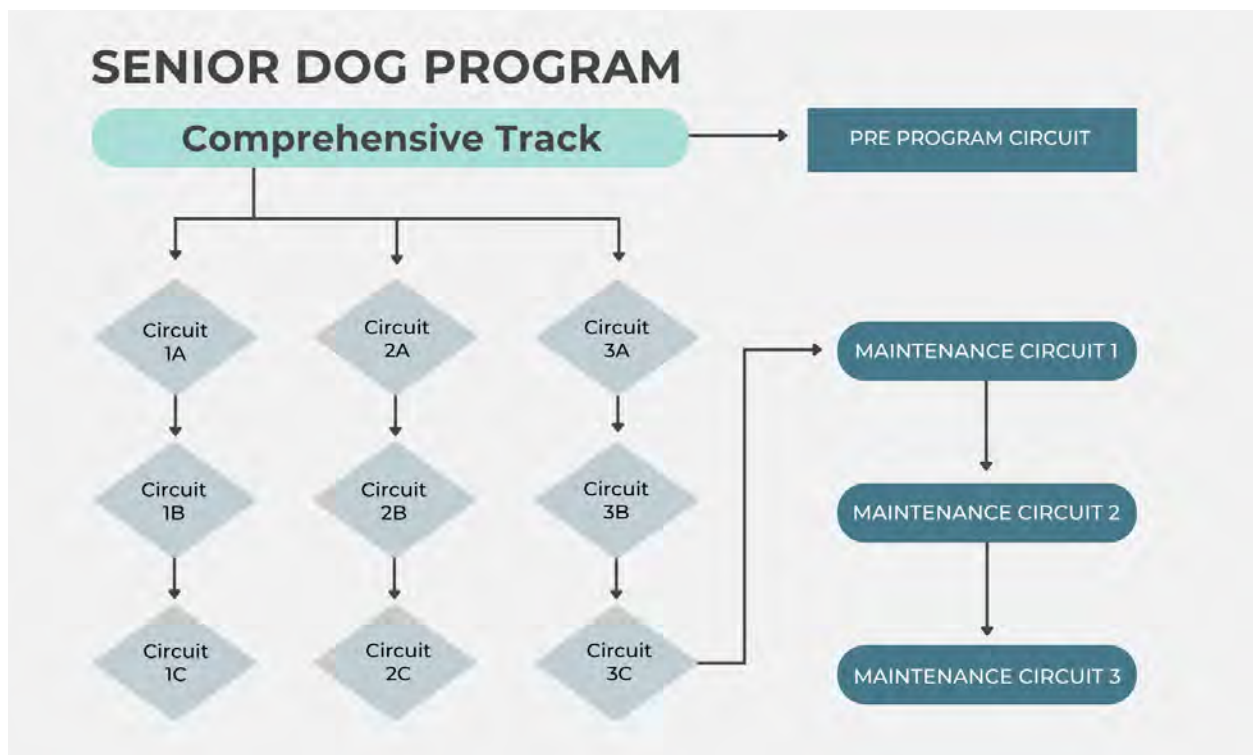 SENIOR DOG PROGRAM
Comprehensive Track
PRE PROGRAM CIRCUIT
Circuit
1A
Circuit
2A
Circuit
3A
MAINTENANCE CIRCUIT 1
Circuit
1B
Circuit
2B
Circuit
3B
MAINTENANCE CIRCUIT 2
Circuit
1C
Circuit
2C
Circuit
3C
MAINTENANCE CIRCUIT 3